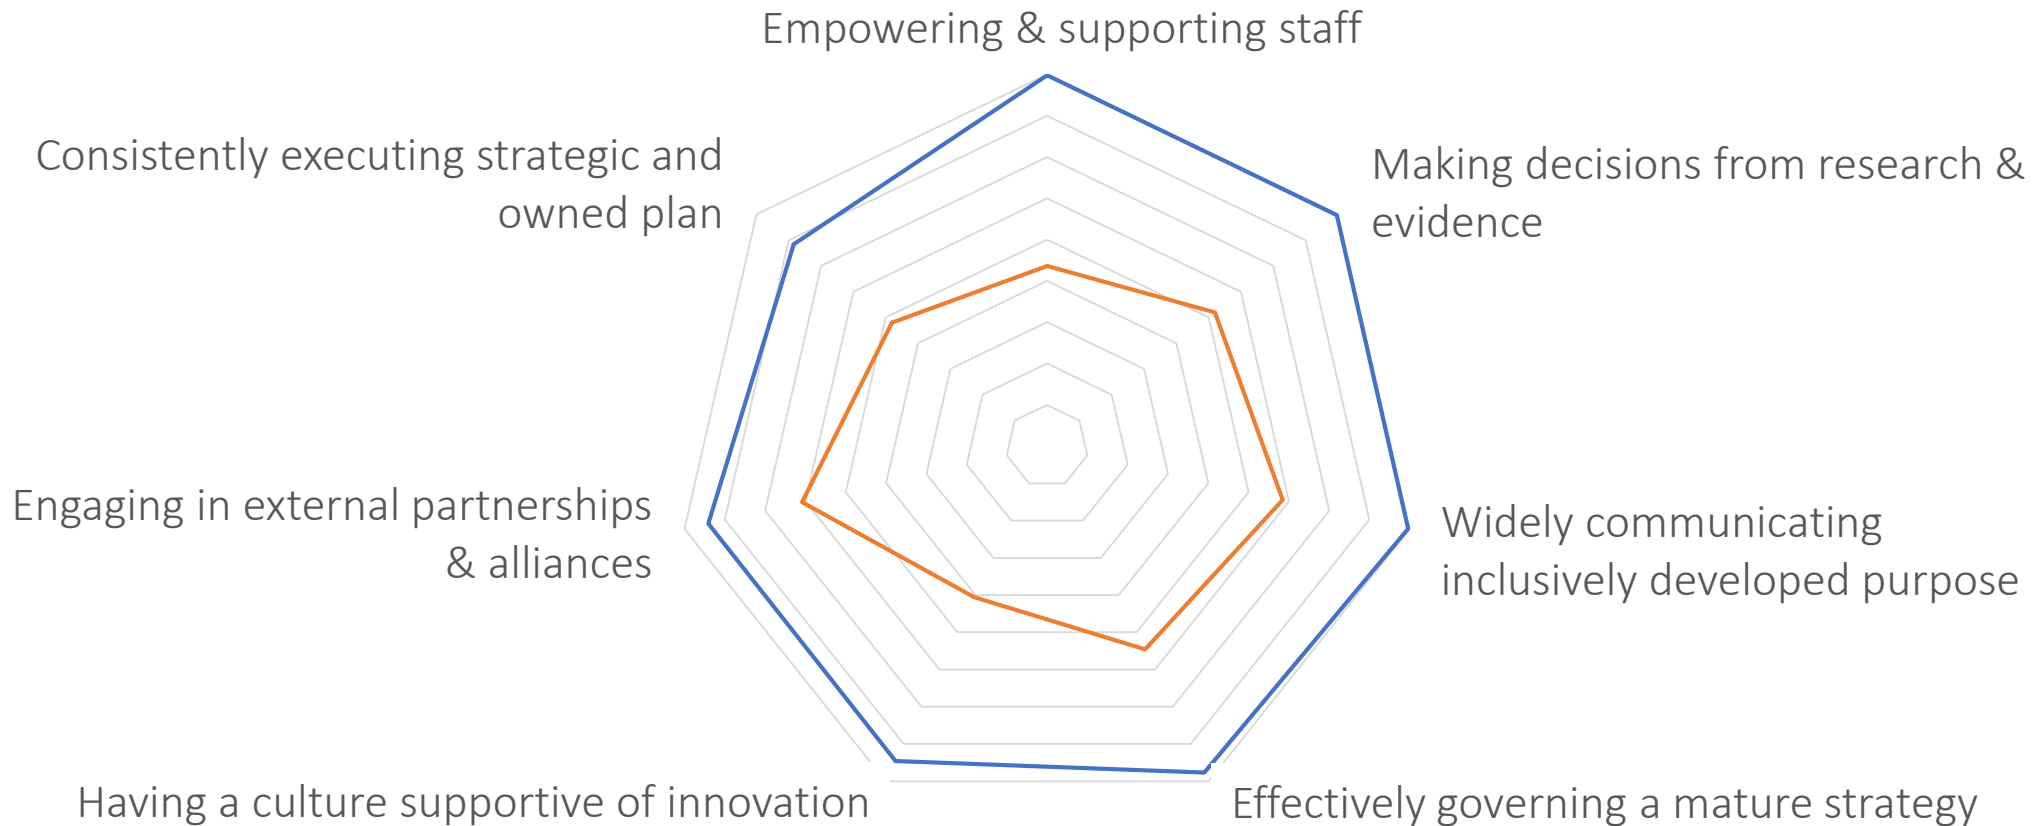 Empowering & supporting staff
Making decisions from research &
evidence
Widely communicating
inclusively developed purpose
Effectively governing a mature strategy
Having a culture supportive of innovation
Engaging in external partnerships
& alliances
Consistently executing strategic and
owned plan